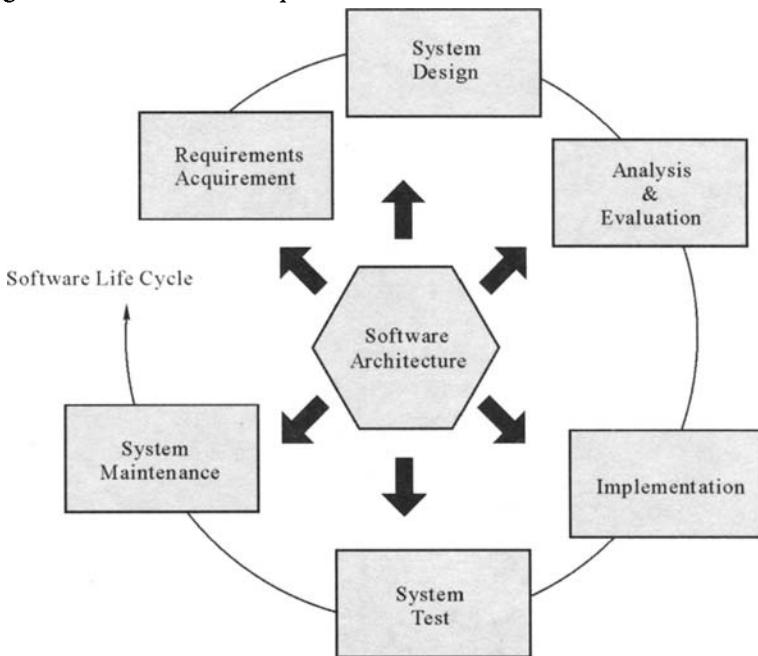 System
Design
Requirements
Acquirement
Analysis
&
Evaluation
Software Life Cycle
Software
Architecture
System
Maintenance
Implementation
System
Test